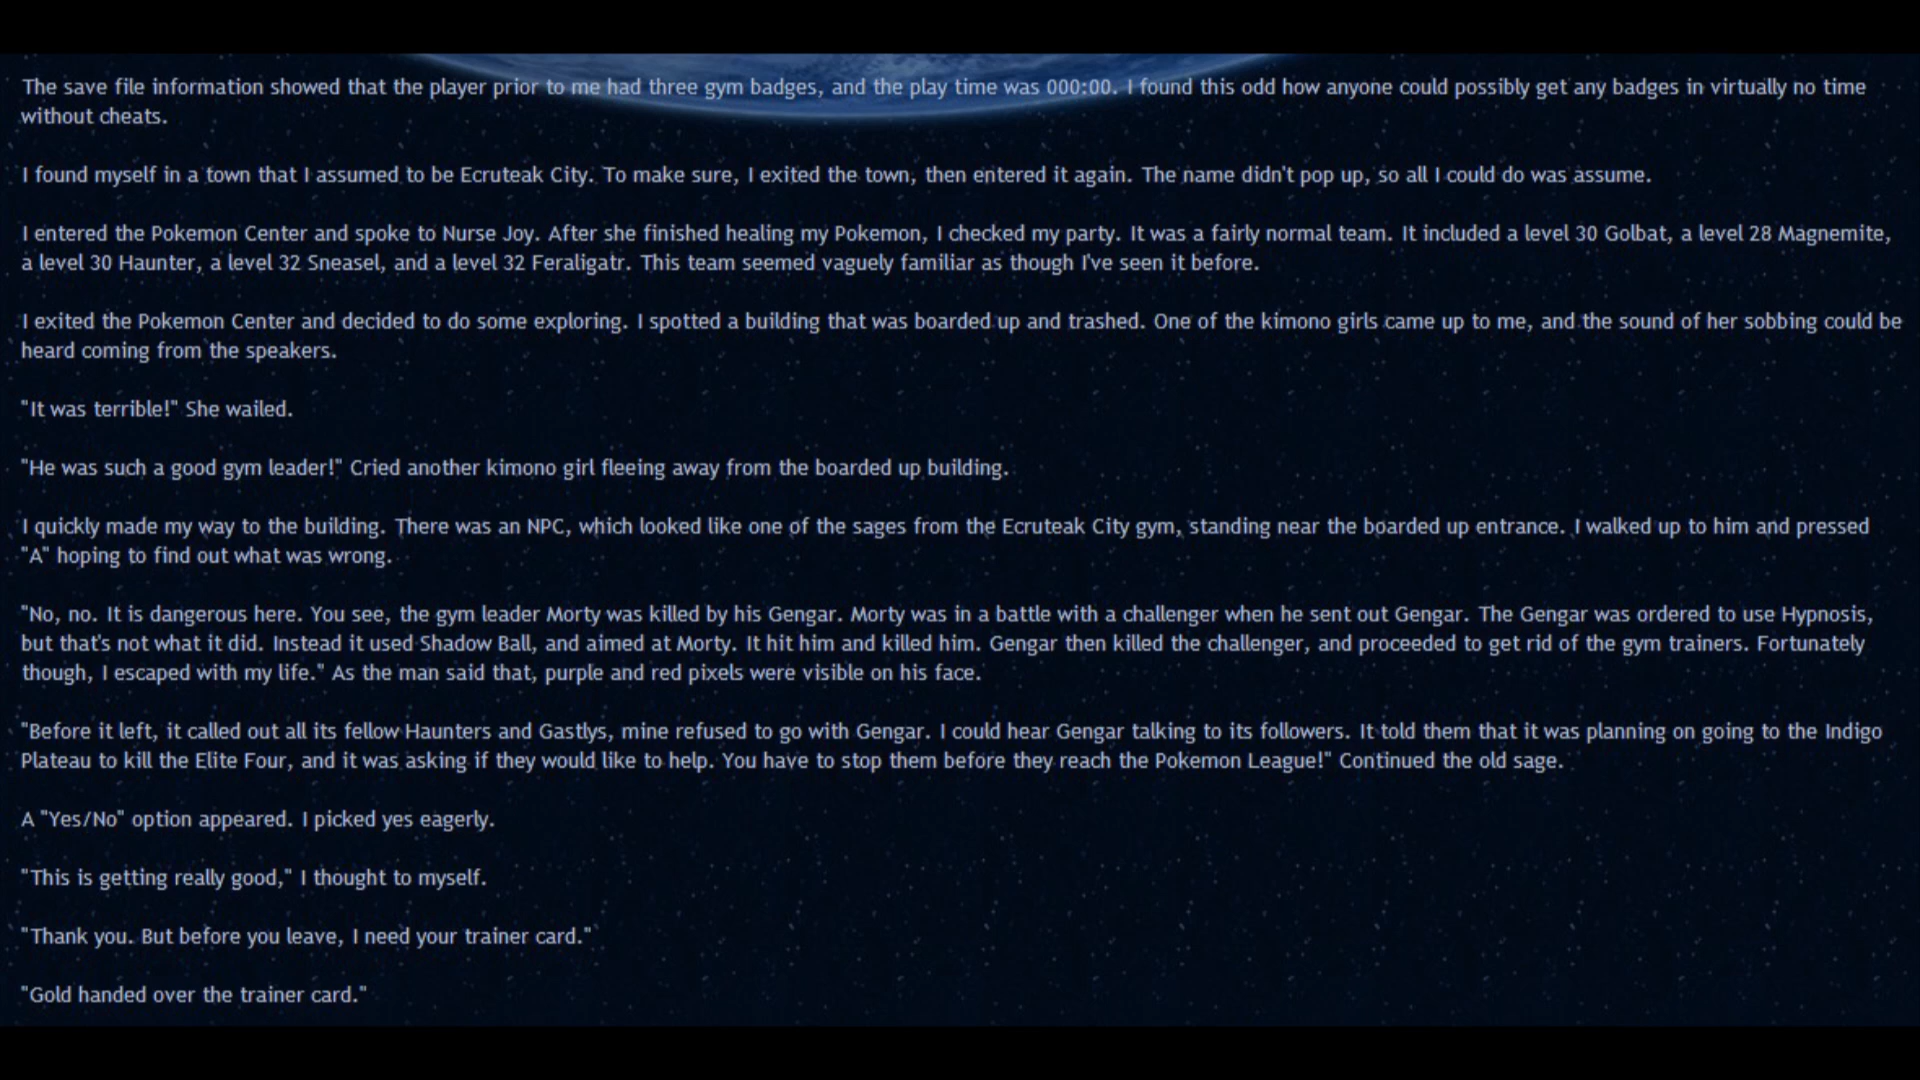 The save file information showed that the player prior to me had three gym badges, and the play time was 000:00. I found this odd how anyone could possibly get any badges in virtually no time
without cheats.
I found myself in a town that I assumed to be Ecruteak City. To make sure, I exited the town, then entered it again. The name didn't pop up, so all I could do was assume.
I entered the Pokemon Center and spoke to Nurse Joy. After she finished healing my Pokemon, I checked my party. It was a fairly normal team. It included a level 30 Golbat, a level 28 Magnemite,
a level 30 Haunter, a level 32 Sneasel, and a level 32 Feraligatr. This team seemed vaguely familiar as though I've seen it before.
I exited the Pokemon Center and decided to do some exploring. I spotted a building that was boarded up and trashed. One of the kimono girls came up to me, and the sound of her sobbing could be
heard coming from the speakers.
"It was terrible!" She wailed.
"He was such a good gym leader!" Cried another kimono girl fleeing away from the boarded up building.
I quickly made my way to the building. There was an NPC, which looked like one of the sages from the Ecruteak City gym, standing near the boarded up entrance. I walked up to him and pressed
"A" hoping to find out what was wrong.
"No, no. It is dangerous here. You see, the gym leader Morty was killed by his Gengar. Morty was in a battle with a challenger when he sent out Gengar. The Gengar was ordered to use Hypnosis,
but that's not what it did. Instead it used Shadow Ball, and aimed at Morty. It hit him and killed him. Gengar then killed the challenger, and proceeded to get rid of the gym trainers. Fortunately
though, I escaped with my life." As the man said that, purple and red pixels were visible on his face.
"Before it left, it called out all its fellow Haunters and Gastlys, mine refused to go with Gengar. I could hear Gengar talking to its followers. It told them that it was planning on going to the Indigo
Plateau to kill the Elite Four, and it was asking if they would like to help. You have to stop them before they reach the Pokemon League!" Continued the old sage.
A "Yes/No" option appeared. I picked yes eagerly.
"This is getting really good," I thought to myself.
"Thank you. But before you leave, I need your trainer card."
"Gold handed over the trainer card."